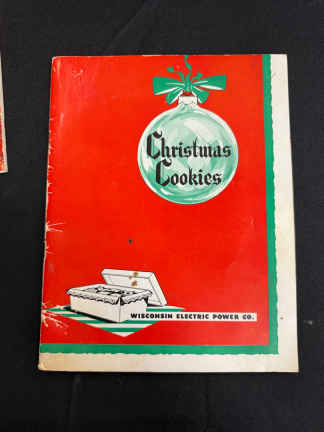 Christmas
Cookies
WISCONSIN ELECTRIC POWER CO.